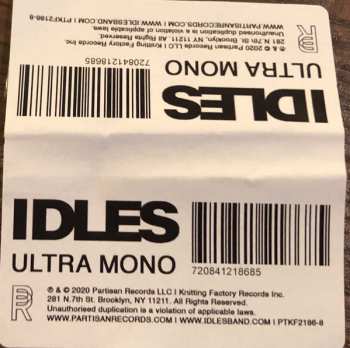 WWW.PARTISANRECORDS.COM | WWW.IDLESBAND.COM | PTKF2186-8
Unauthorised duplication is a violation of applicable laws.
281 N.7th St. Brooklyn, NY 11211. All Rights Reserved.
℗ & © 2020 Partisan Records LLC | Knitting Factory Records Inc.
720841218685
ULTRA MONO
IDLES
IDLES
ULTRA MONO
720841218685
℗ & © 2020 Partisan Records LLC | Knitting Factory Records Inc.
281 N.7th St. Brooklyn, NY 11211. All Rights Reserved.
Unauthorised duplication is a violation of applicable laws.
WWW.PARTISANRECORDS.COM | WWW.IDLESBAND.COM | PTKF2186-8